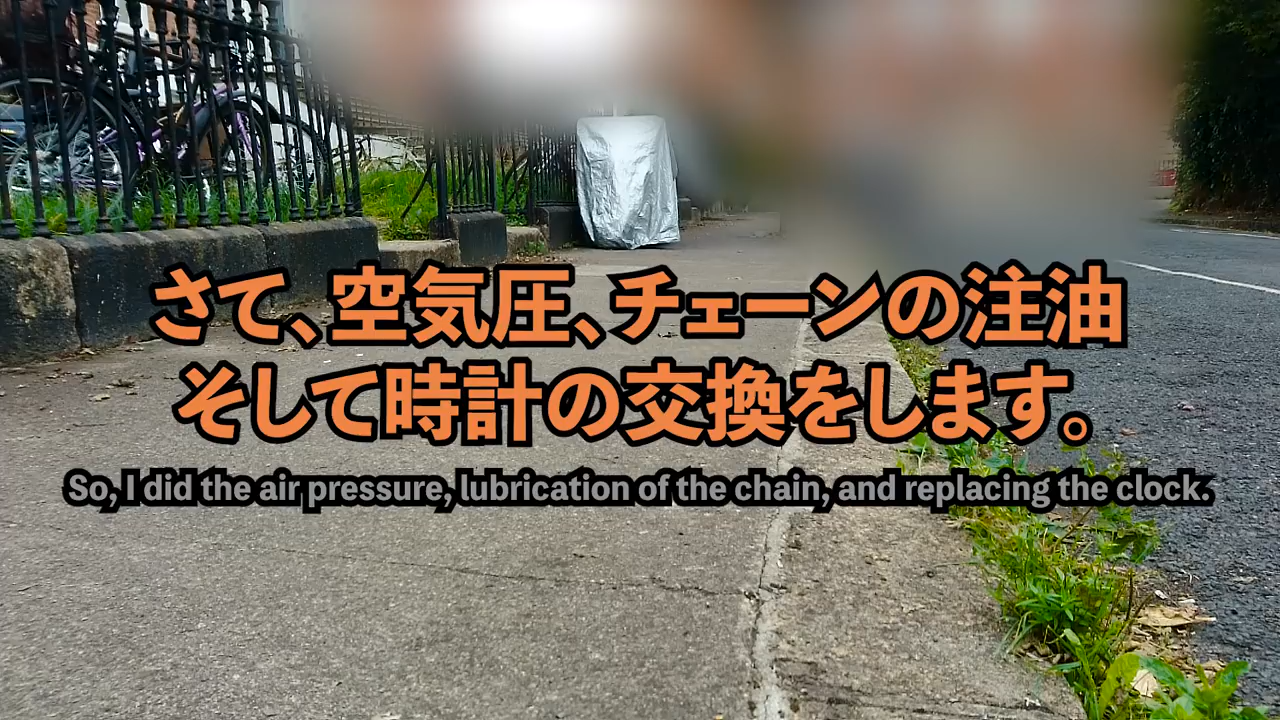 さて、空気圧、チェーンの注油
そして時計の交換をします。
So, I did the air pressure, lubrication of the chain, and replacing the clock.